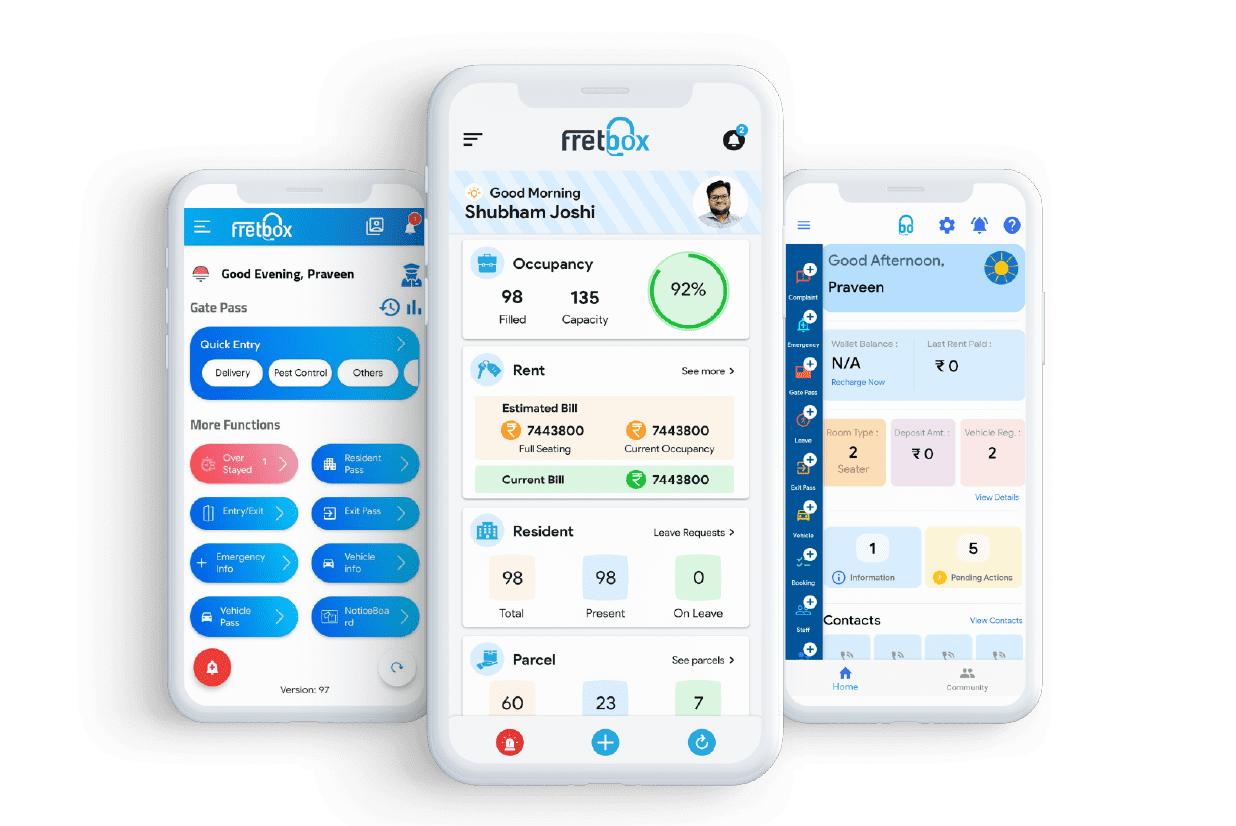 fretbox
1
Good Evening, Praveen
Gate Pass
Quick Entry
Delivery
Pest Control
Others
More Functions
Over
Stayed
1
Resident
Pass
Entry/Exit
Exit Pass
Emergency
Info
Vehicle
info
Vehicle
Pass
NoticeBoa
rd
Version: 97
fretbox
2
Good Morning
Shubham Joshi
Occupancy
98
135
Filled
Capacity
92%
Rent
See more >
Estimated Bill
₹ 7443800
₹ 7443800
Full Seating
Current Occupancy
Current Bill
₹ 7443800
Resident
Leave Requests >
98
98
0
Total
Present
On Leave
Parcel
See parcels >
60
23
7
Good Afternoon,
Praveen
Complaint
Emergency
Gate Pass
Leave
Exit Pass
Vehicle
Booking
Staff
Wallet Balance :
Last Rent Paid :
N/A
₹ 0
Recharge Now
Room Type :
Deposit Amt. :
Vehicle Reg. :
2
₹ 0
2
Seater
View Details
1
5
Information
Pending Actions
Contacts
View Contacts
Home
Community